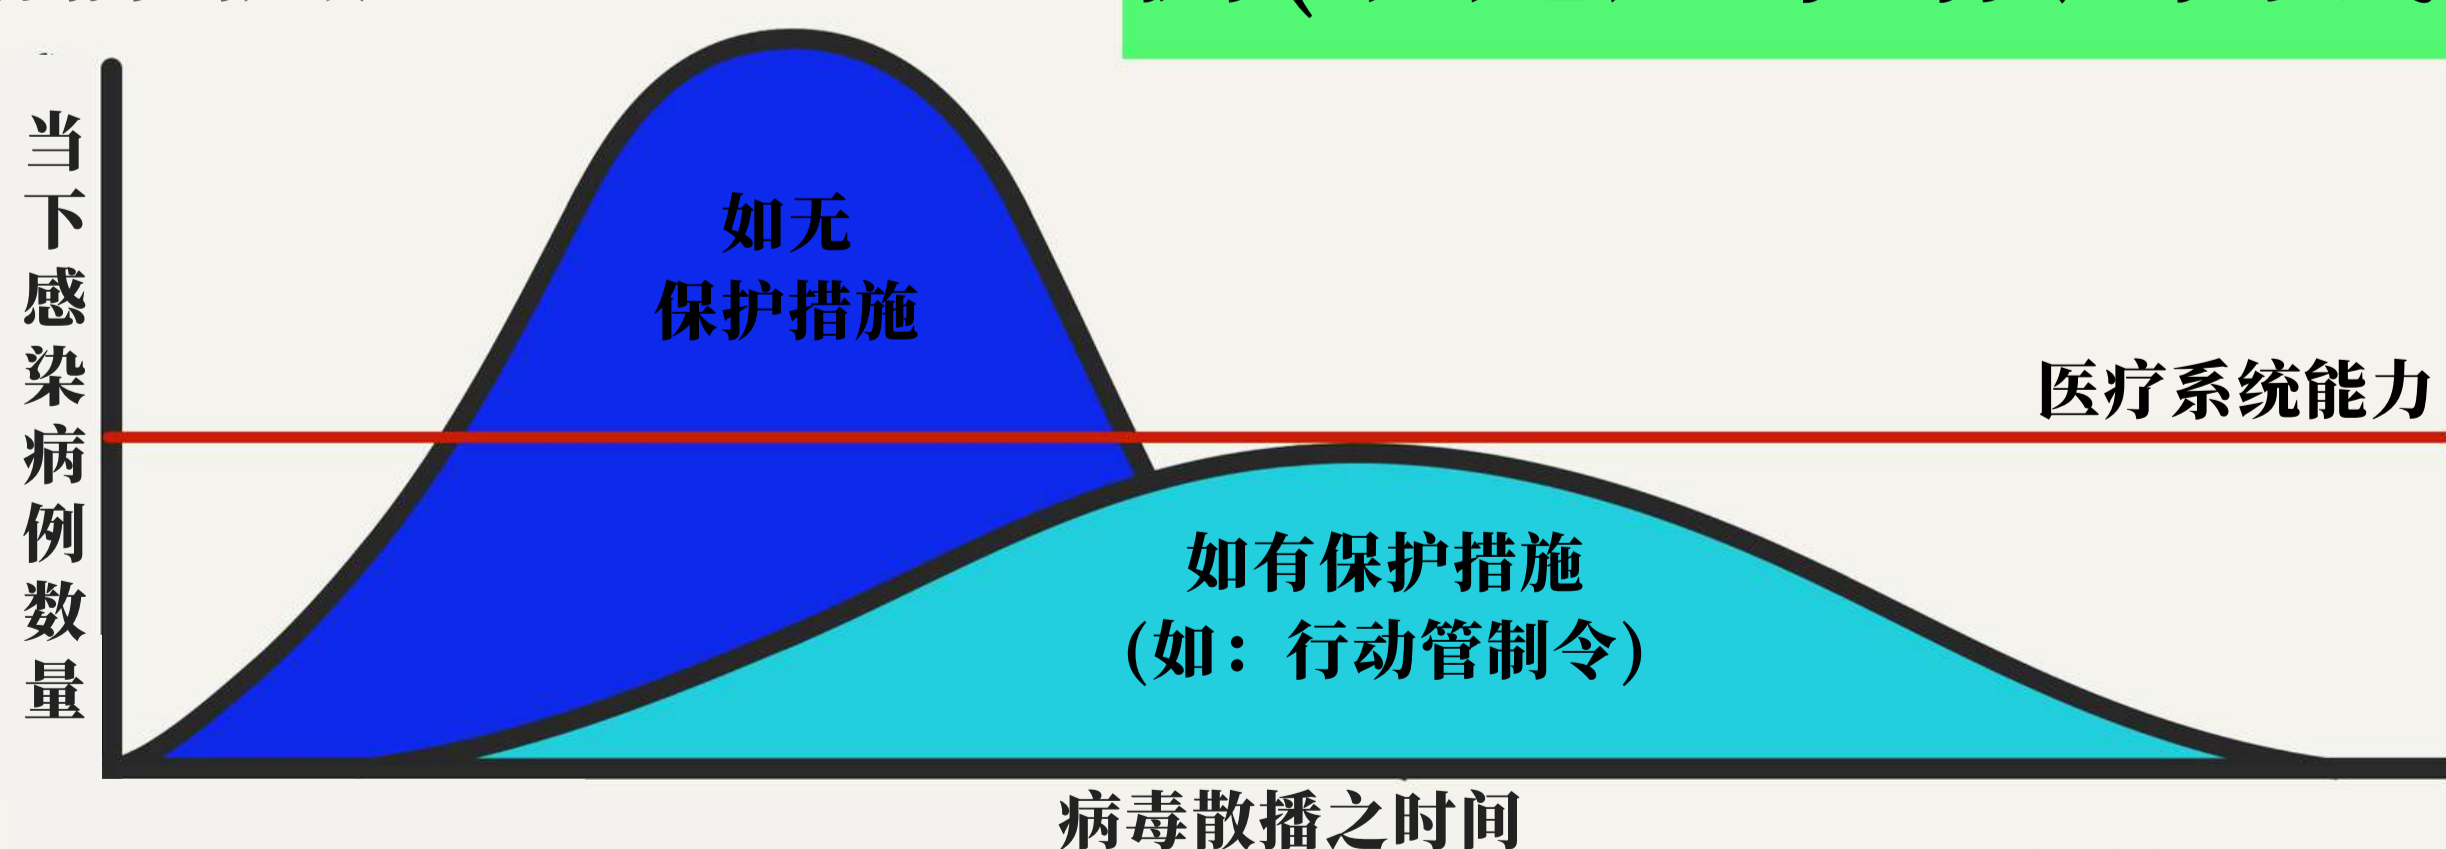 当下感染病例数量
如无
保护措施
医疗系统能力
如有保护措施
(如：行动管制令)
病毒散播之时间